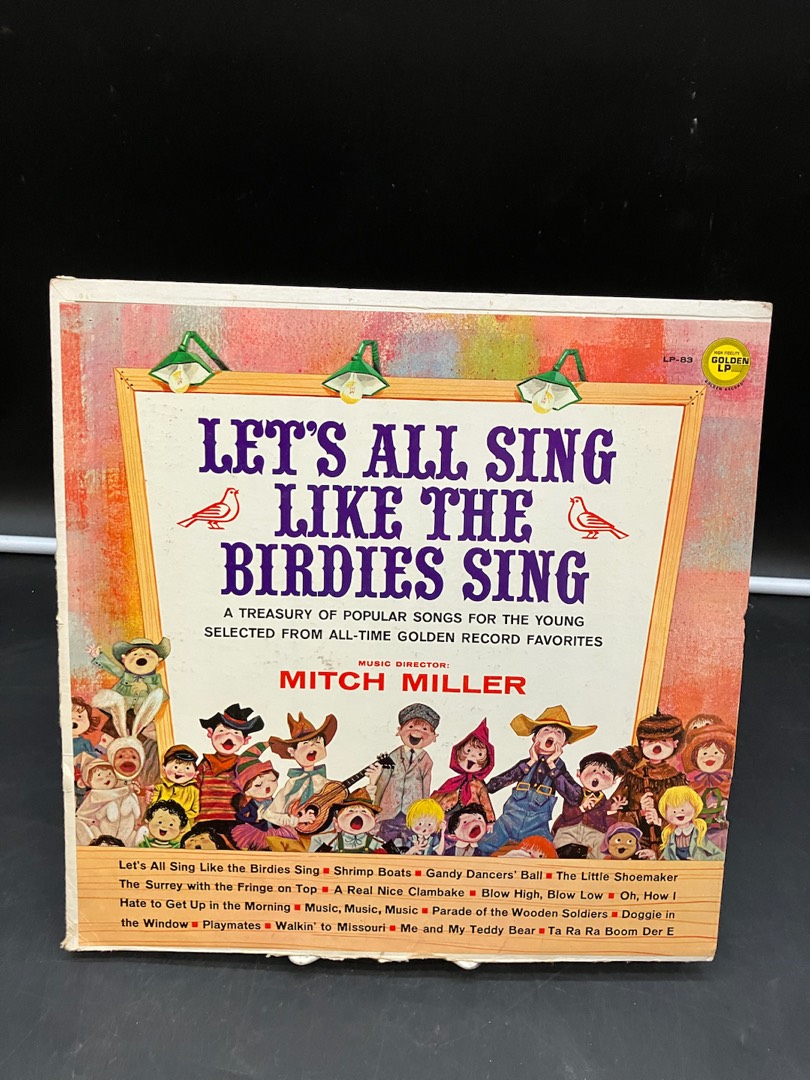 LP-83
HIGH FIDELITY
GOLDEN
LP
LET'S ALL SING
LIKE THE
BIRDIES SING
A TREASURY OF POPULAR SONGS FOR THE YOUNG
SELECTED FROM ALL-TIME GOLDEN RECORD FAVORITES
MUSIC DIRECTOR:
MITCH MILLER
Let's All Sing Like the Birdies Sing ▪ Shrimp Boats ▪ Gandy Dancers' Ball ▪ The Little Shoemaker
The Surrey with the Fringe on Top ▪ A Real Nice Clambake ▪ Blow High, Blow Low ▪ Oh, How I
Hate to Get Up in the Morning ▪ Music, Music, Music ▪ Parade of the Wooden Soldiers ▪ Doggie in
the Window ▪ Playmates ▪ Walkin' to Missouri ▪ Me and My Teddy Bear ▪ Ta Ra Ra Boom Der E